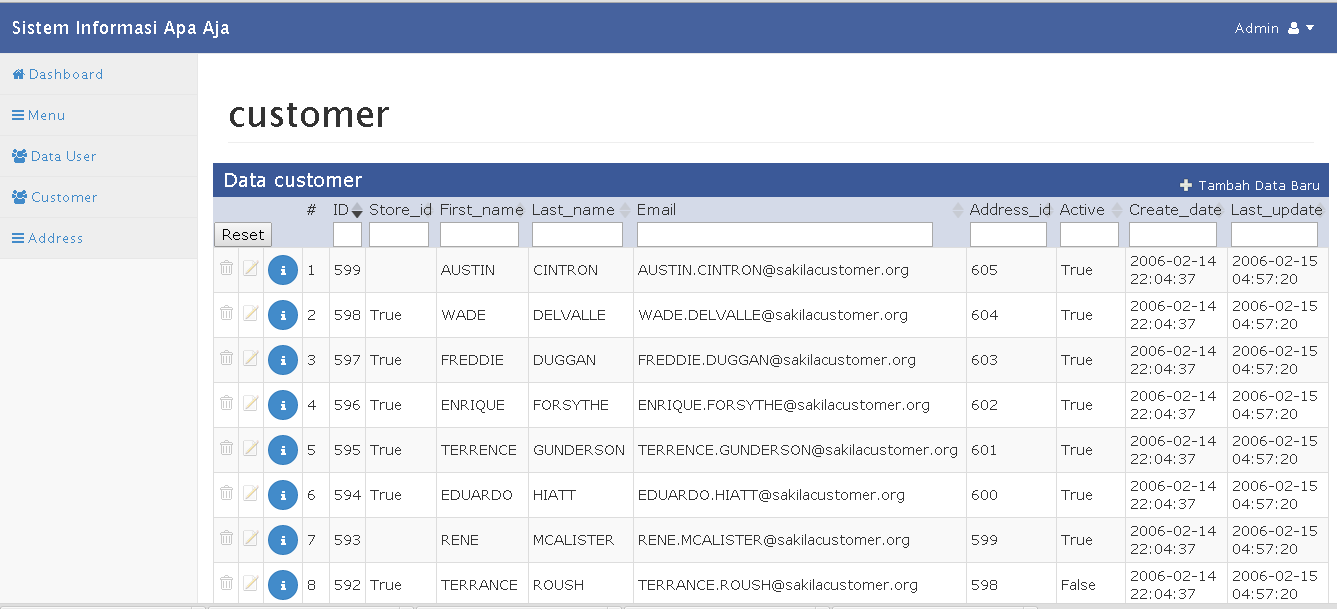 Sistem Informasi Apa Aja
Admin
Dashboard
Menu
Data User
Customer
Address
customer
Data customer
Tambah Data Baru
# ID Store_id First_name Last_name Email Address_id Active Create_date Last_update
Reset
1 599 AUSTIN CINTRON AUSTIN.CINTRON@sakilacustomer.org 605 True 2006-02-14 22:04:37 2006-02-15 04:57:20
2 598 True WADE DELVALLE WADE.DELVALLE@sakilacustomer.org 604 True 2006-02-14 22:04:37 2006-02-15 04:57:20
3 597 True FREDDIE DUGGAN FREDDIE.DUGGAN@sakilacustomer.org 603 True 2006-02-14 22:04:37 2006-02-15 04:57:20
4 596 True ENRIQUE FORSYTHE ENRIQUE.FORSYTHE@sakilacustomer.org 602 True 2006-02-14 22:04:37 2006-02-15 04:57:20
5 595 True TERRENCE GUNDERSON TERRENCE.GUNDERSON@sakilacustomer.org 601 True 2006-02-14 22:04:37 2006-02-15 04:57:20
6 594 True EDUARDO HIATT EDUARDO.HIATT@sakilacustomer.org 600 True 2006-02-14 22:04:37 2006-02-15 04:57:20
7 593 RENE MCALISTER RENE.MCALISTER@sakilacustomer.org 599 True 2006-02-14 22:04:37 2006-02-15 04:57:20
8 592 True TERRANCE ROUSH TERRANCE.ROUSH@sakilacustomer.org 598 False 2006-02-14 22:04:37 2006-02-15 04:57:20